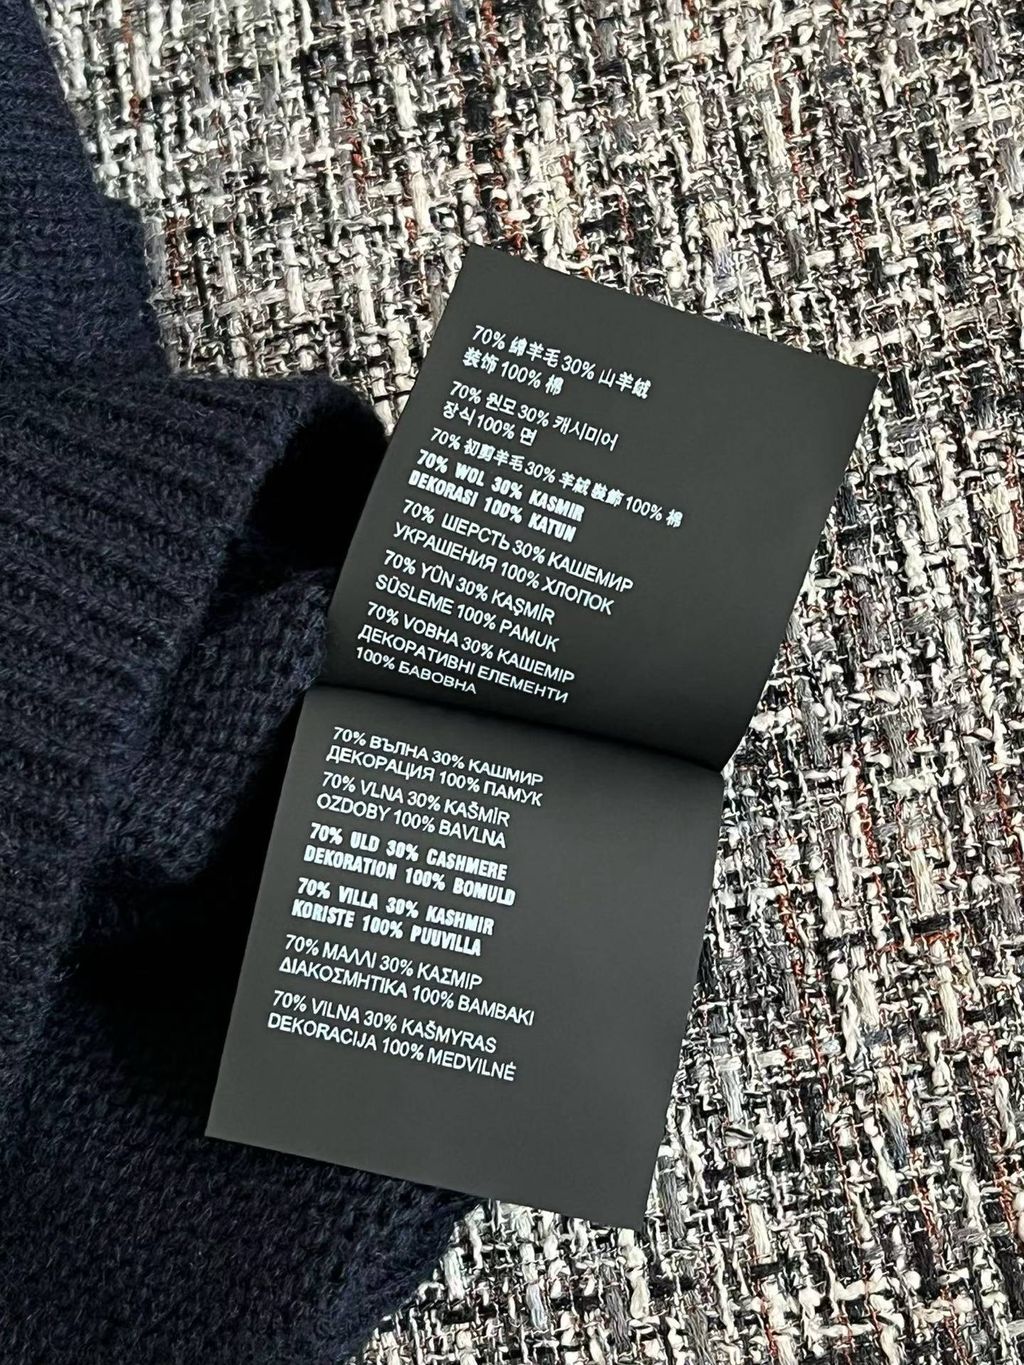 70% 綿羊毛 30% 山羊绒
装饰 100% 棉
70% 원모 30% 캐시미어
장식 100% 면
70% 初剪羊毛 30% 羊絨 裝飾 100% 棉
70% WOL 30% KASMIR
DEKORASI 100% KATUN
70% ШЕРСТЬ 30% КАШЕМИР
УКРАШЕНИЯ 100% ХЛОПОК
70% YÜN 30% KAŞMİR
SÜSLEME 100% PAMUK
70% VOBHA 30% КАШЕМІР
ДЕКОРАТИВНІ ЕЛЕМЕНТИ
100% БАВОВНА
70% ВЪЛНА 30% КАШМИР
ДЕКОРАЦИЯ 100% ПАМУК
70% VLNA 30% KAŠMÍR
OZDOBY 100% BAVLNA
70% ULD 30% CASHMERE
DEKORATION 100% BOMULD
70% VILLA 30% KASHMIR
KORISTE 100% PUUVILLA
70% ΜΑΛΛΙ 30% ΚΑΣΜΙΡ
ΔΙΑΚΟΣΜΗΤΙΚΑ 100% ΒΑΜΒΑΚΙ
70% VILNA 30% KAŠMYRAS
DEKORACIJA 100% MEDVILNĖ